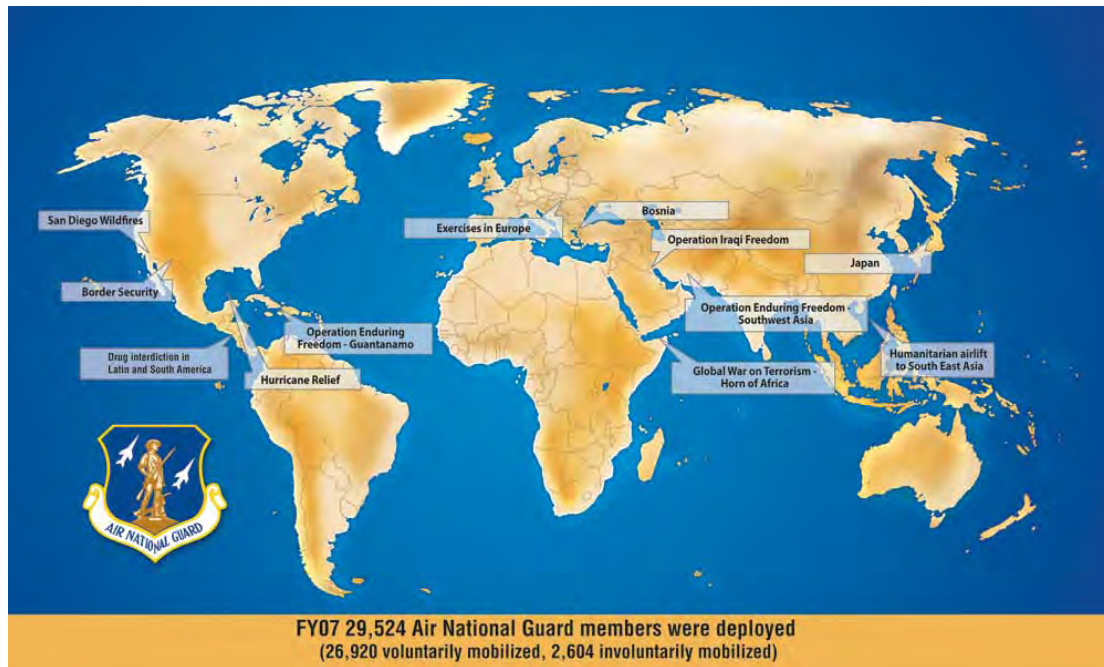 San Diego Wildfires
Border Security
Drug interdiction in
Latin and South America
Operation Enduring
Freedom - Guantanamo
Hurricane Relief
Exercises in Europe
Bosnia
Operation Iraqi Freedom
Japan
Operation Enduring Freedom -
Southwest Asia
Global War on Terrorism -
Horn of Africa
Humanitarian airlift
to South East Asia
AIR NATIONAL GUARD
FY07 29,524 Air National Guard members were deployed
(26,920 voluntarily mobilized, 2,604 involuntarily mobilized)